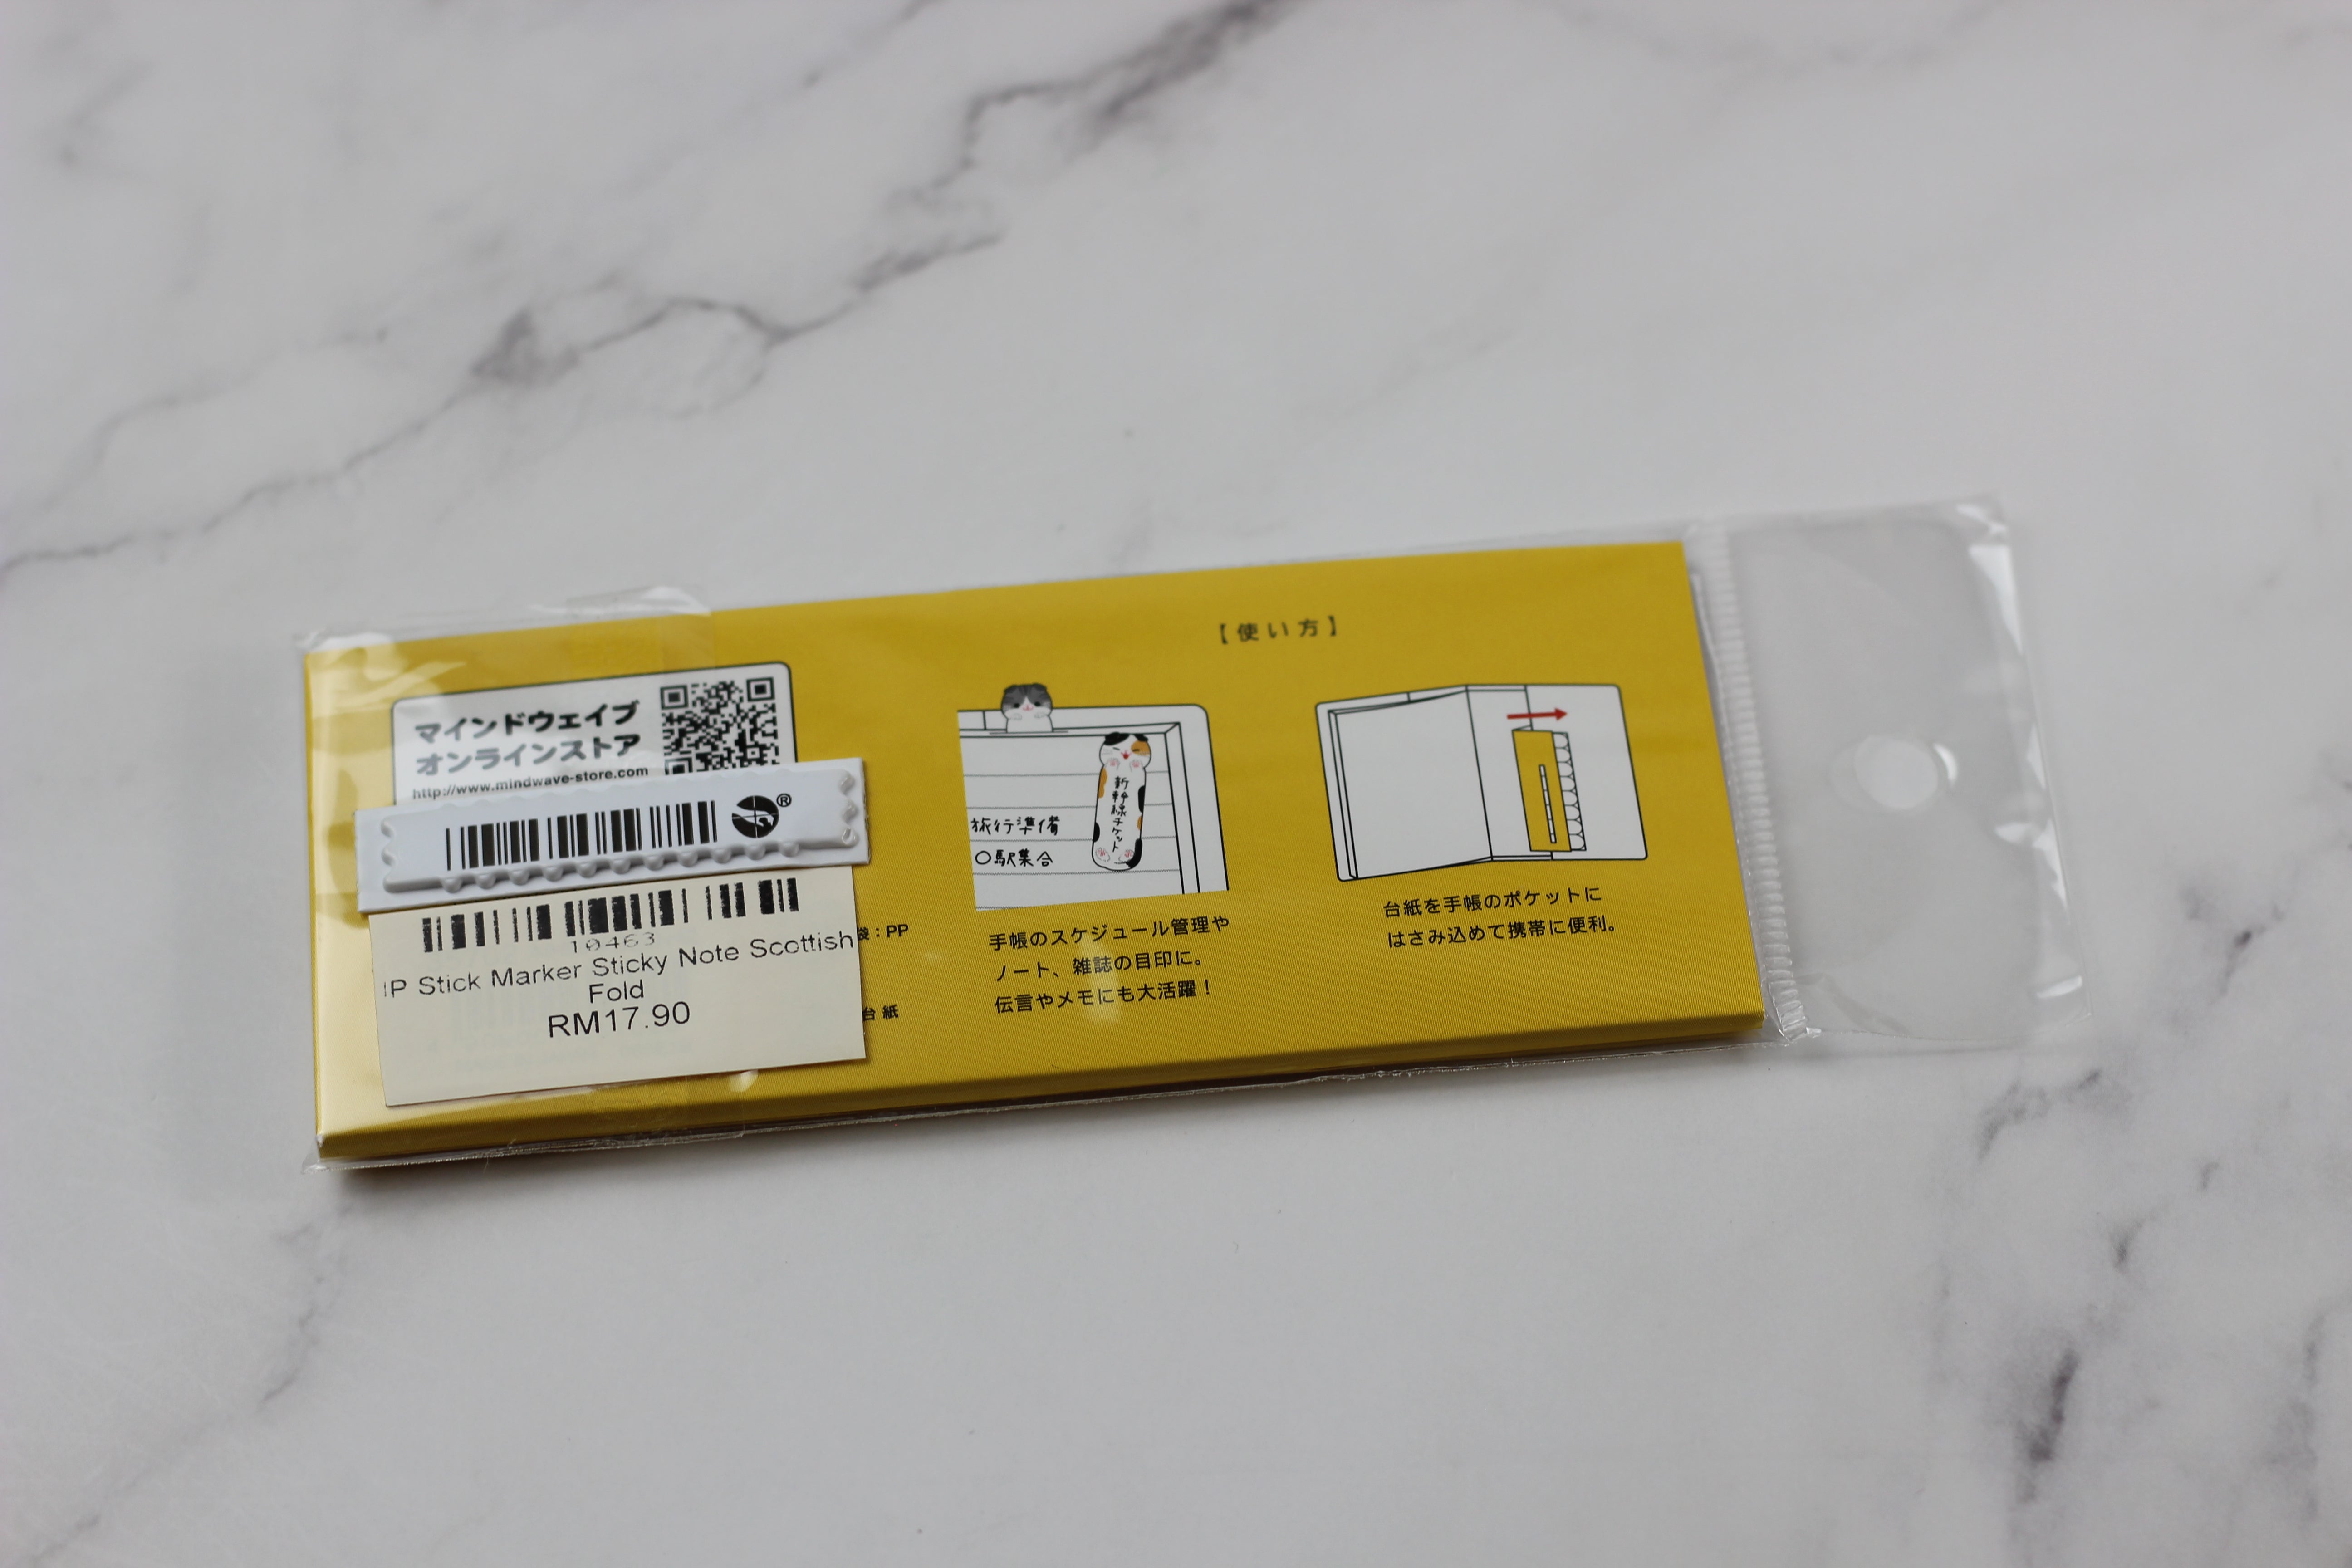 マインドウェイブ
オンラインストア
http://www.mindwave-store.com
®
10463
IP Stick Marker Sticky Note Scottish
Fold
RM17.90
袋：PP
台紙
【使い方】
旅行準備
〇駅集合
新幹線チケット
手帳のスケジュール管理や
ノート、雑誌の目印に。
伝言やメモにも大活躍！
台紙を手帳のポケットに
はさみ込めて携帯に便利。